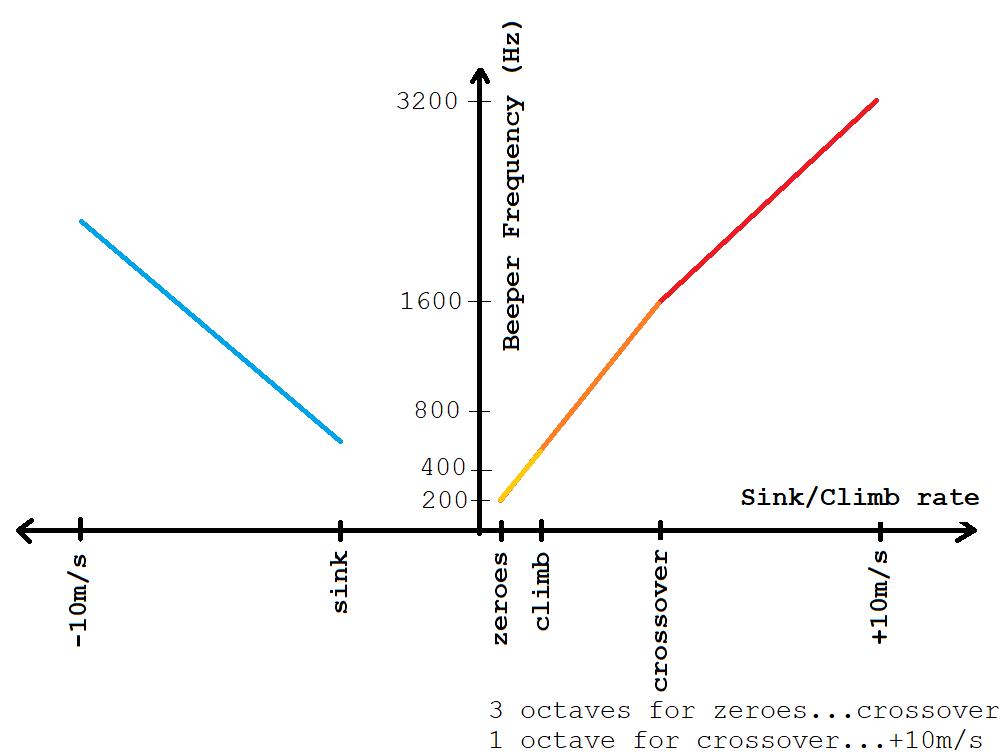 Beeper Frequency (Hz)
3200
1600
800
400
200
Sink/Climb rate
-10m/s
sink
zeroes
climb
crossover
+10m/s
3 octaves for zeroes...crossover
1 octave for crossover...+10m/s